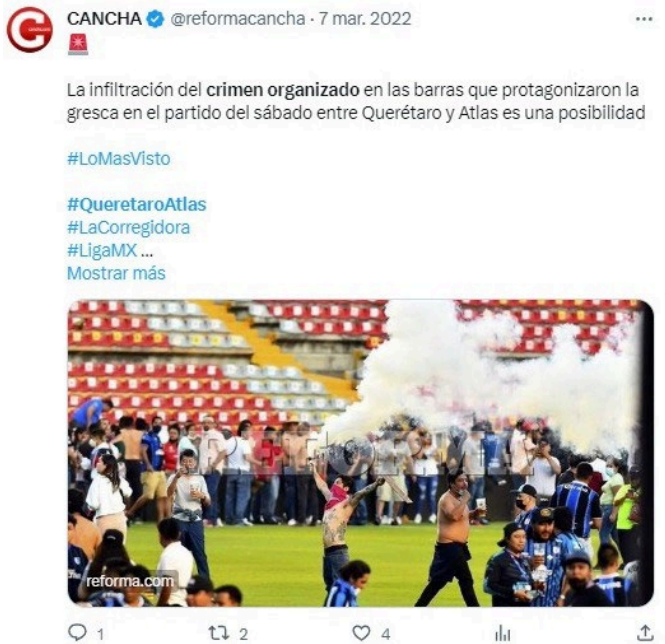 CANCHA @reformacancha · 7 mar. 2022
La infiltración del crimen organizado en las barras que protagonizaron la
gresca en el partido del sábado entre Querétaro y Atlas es una posibilidad
#LoMasVisto
#QueretaroAtlas
#LaCorregidora
#LigaMX ...
Mostrar más
REFORMA
reforma.com
1 2 4